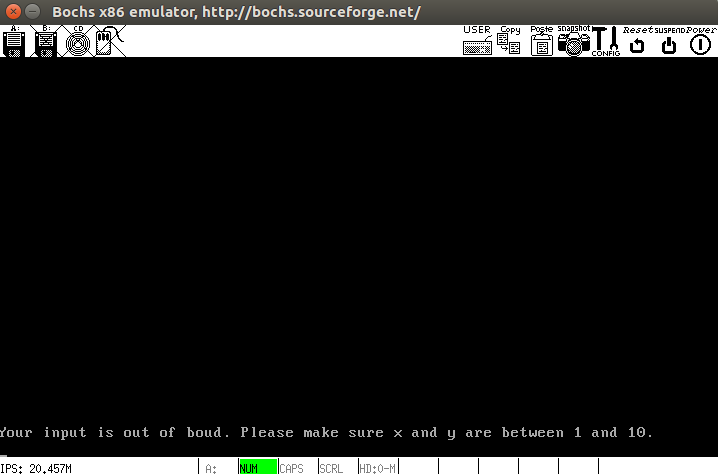 Bochs x86 emulator, http://bochs.sourceforge.net/
A: B: CD USER Copy Paste snapshot CONFIG Reset SUSPEND Power
Your input is out of boud. Please make sure x and y are between 1 and 10.
IPS: 20.457M A: NUM CAPS SCRL HD:0-M